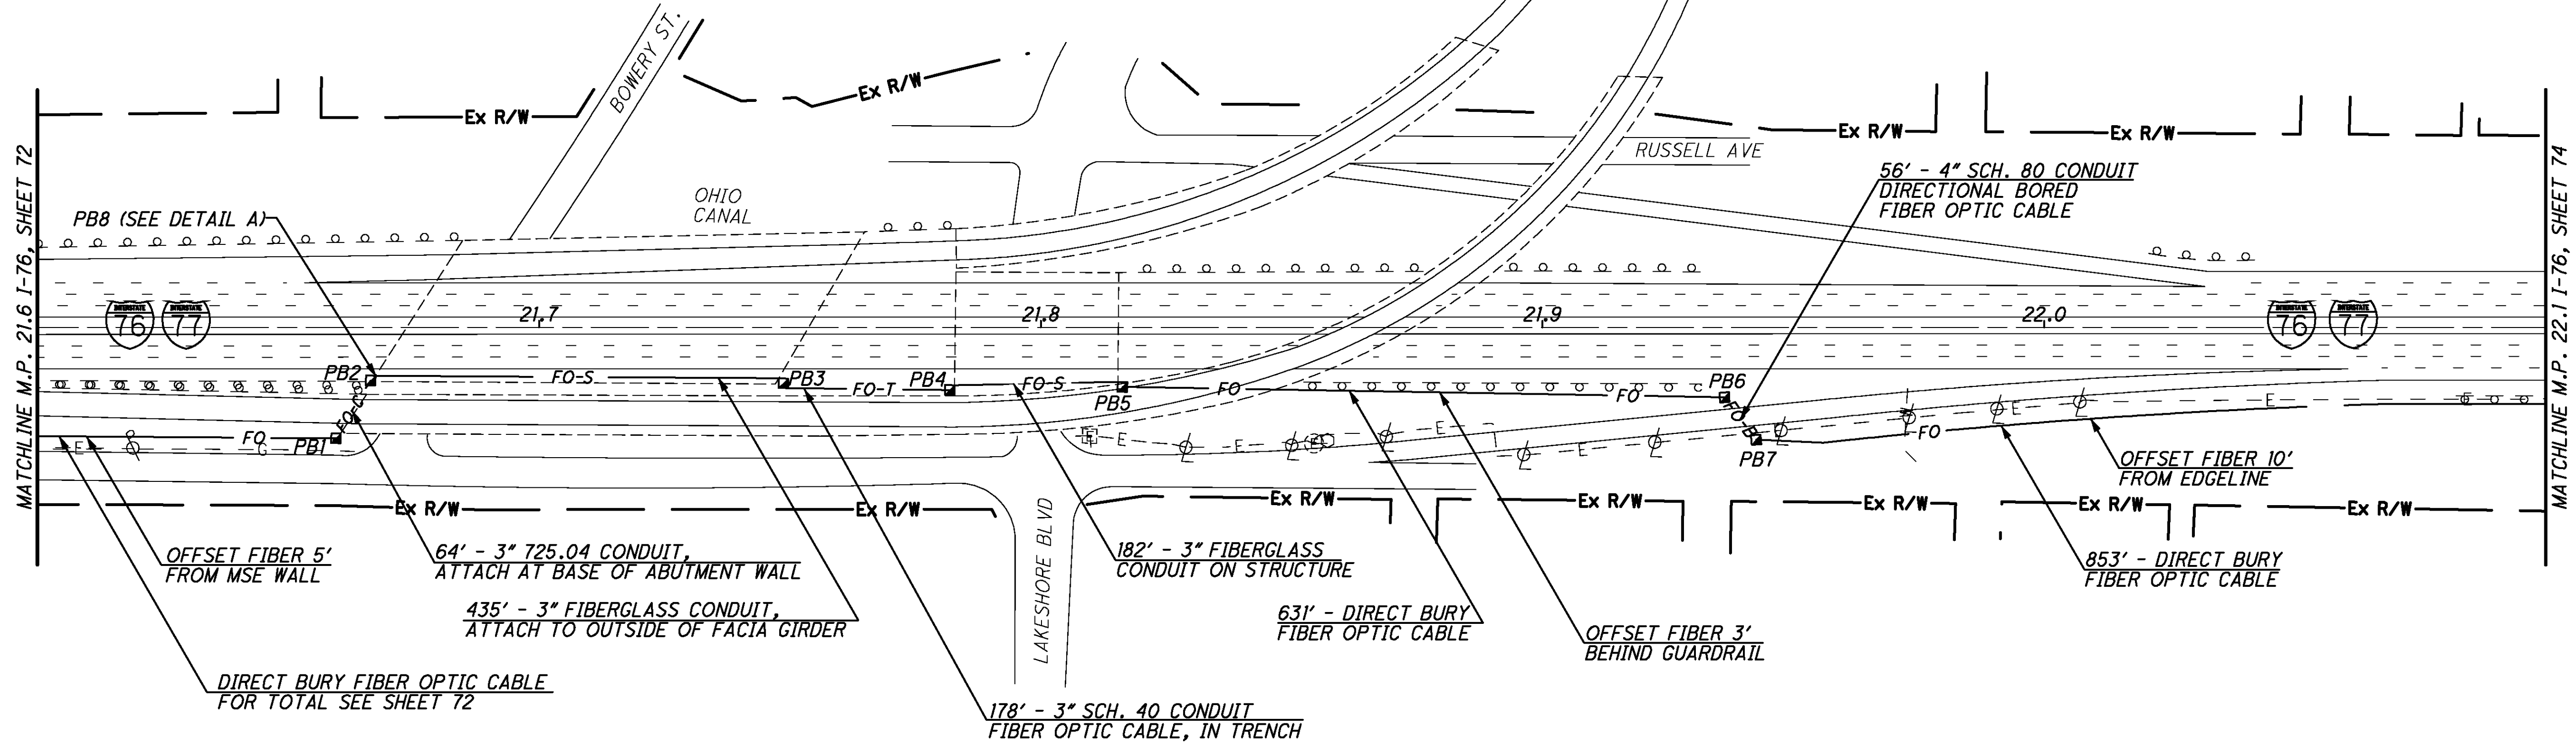 MATCHLINE M.P. 21.6 I-76, SHEET 72
BOWERY ST.
Ex R/W
Ex R/W
Ex R/W
Ex R/W
RUSSELL AVE
56' - 4" SCH. 80 CONDUIT
DIRECTIONAL BORED
FIBER OPTIC CABLE
OHIO
CANAL
PB8 (SEE DETAIL A)
INTERSTATE
76
INTERSTATE
77
21.7
21.8
21.9
22.0
INTERSTATE
76
INTERSTATE
77
PB2
FO-S
PB3
FO-T
PB4
FO-S
PB5
FO
FO
PB6
FO-C
FO-B
E
FO
G
PB1
E
E
E
E
E
E
E
E
PB7
FO
E
E
OFFSET FIBER 10'
FROM EDGELINE
Ex R/W
Ex R/W
Ex R/W
Ex R/W
Ex R/W
Ex R/W
Ex R/W
LAKESHORE BLVD
OFFSET FIBER 5'
FROM MSE WALL
64' - 3" 725.04 CONDUIT,
ATTACH AT BASE OF ABUTMENT WALL
182' - 3" FIBERGLASS
CONDUIT ON STRUCTURE
853' - DIRECT BURY
FIBER OPTIC CABLE
435' - 3" FIBERGLASS CONDUIT,
ATTACH TO OUTSIDE OF FACIA GIRDER
631' - DIRECT BURY
FIBER OPTIC CABLE
OFFSET FIBER 3'
BEHIND GUARDRAIL
DIRECT BURY FIBER OPTIC CABLE
FOR TOTAL SEE SHEET 72
178' - 3" SCH. 40 CONDUIT
FIBER OPTIC CABLE, IN TRENCH
MATCHLINE M.P. 22.1 I-76, SHEET 74